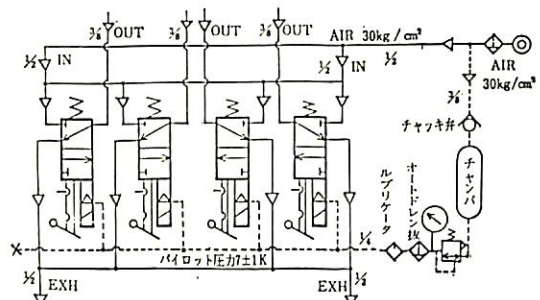 3/8 OUT 3/8 OUT 3/8 OUT
AIR 30kg/cm²
1/2
1/2 IN
1/2 IN
AIR
30kg/cm²
3/8
チャッキ弁
チャンバ
ルブリケータ
オートドレン抜
1/4
パイロット圧力7±1K
1/2 EXH
1/2 EXH